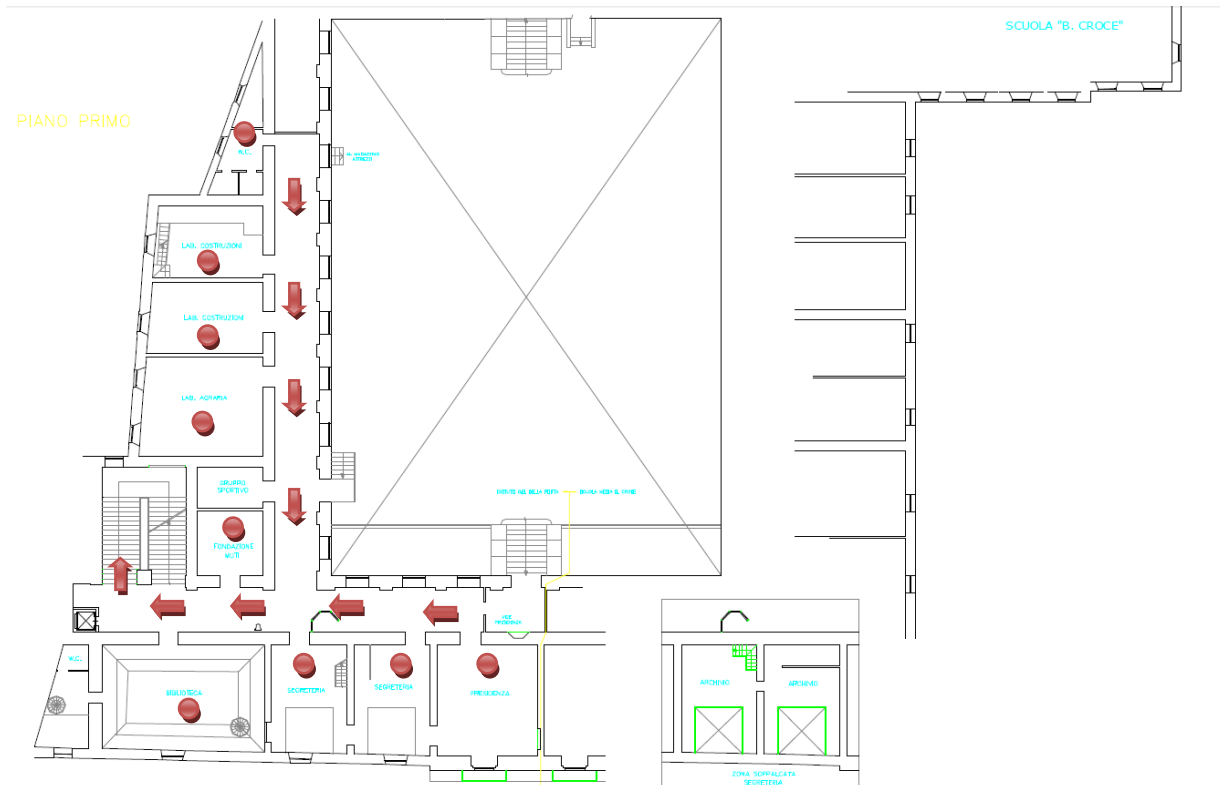 SCUOLA "B. CROCE"
PIANO PRIMO
W.C.
LAB. COSTRUZIONI
LAB. COSTRUZIONI
LAB. AGRARIA
GRUPPO
SPORTIVO
FONDAZIONE
MUTI
VICE
PRESIDENZA
W.C.
BIBLIOTECA
SEGRETERIA
SEGRETERIA
PRESIDENZA
ARCHIVIO
ARCHIVIO
ZONA SOPPALCATA
SEGRETERIA